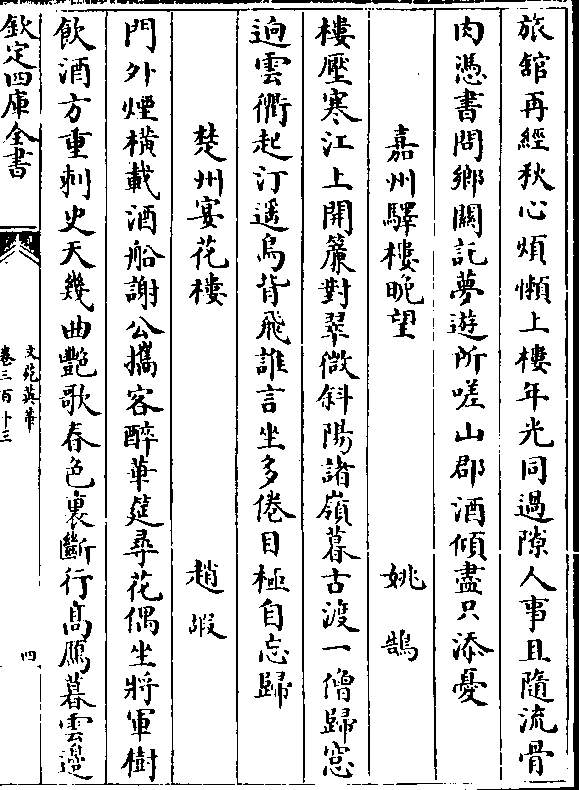 旅舘再經秋心煩懶上樓年光同過隙人事且隨流骨
肉憑書問鄉關託夢遊所嗟山郡酒傾盡只添憂
嘉州驛樓晚望　姚鵠
樓壓寒江上開簾對翠微斜陽諸嶺暮古渡一僧歸窓
逈雲衝起汀遥鳥背飛誰言坐多倦目極自忘歸
楚州宴花樓　趙嘏
門外煙橫載酒船謝公攜客醉華筵尋花偶坐將軍樹
飲酒方重刺史天幾曲艷歌春色裏斷行髙鴈暮雲邊
欽定四庫全書
文苑英華
卷三百十三
四